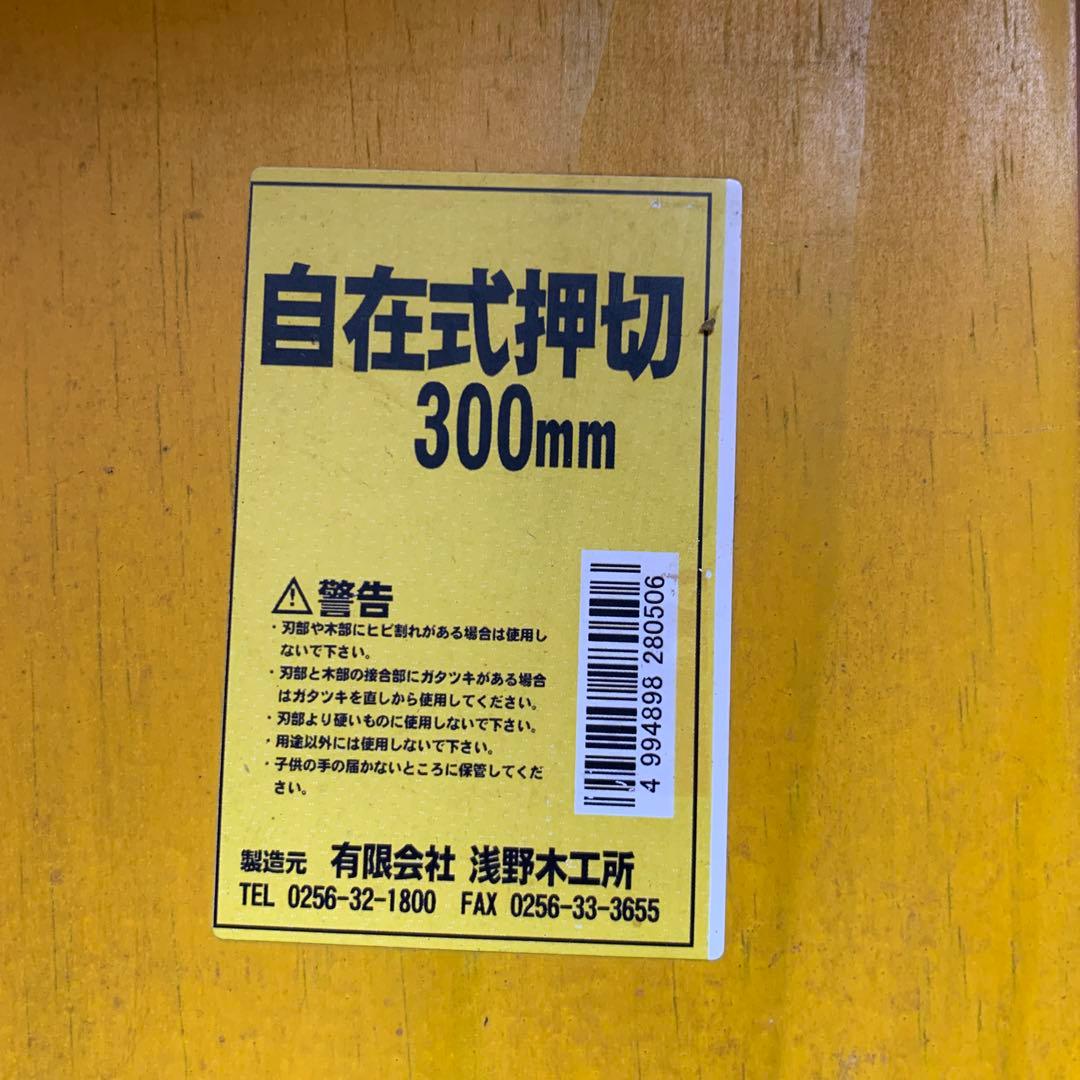 自在式押切
300mm
⚠警告
・刃部や木部にヒビ割れがある場合は使用し
ないで下さい。
・刃部と木部の接合部にガタツキがある場合
はガタツキを直しから使用してください。
・刃部より硬いものに使用しないで下さい。
・用途以外には使用しないで下さい。
・子供の手の届かないところに保管してくだ
さい。
4 994898 280506
製造元 有限会社 浅野木工所
TEL 0256-32-1800 FAX 0256-33-3655